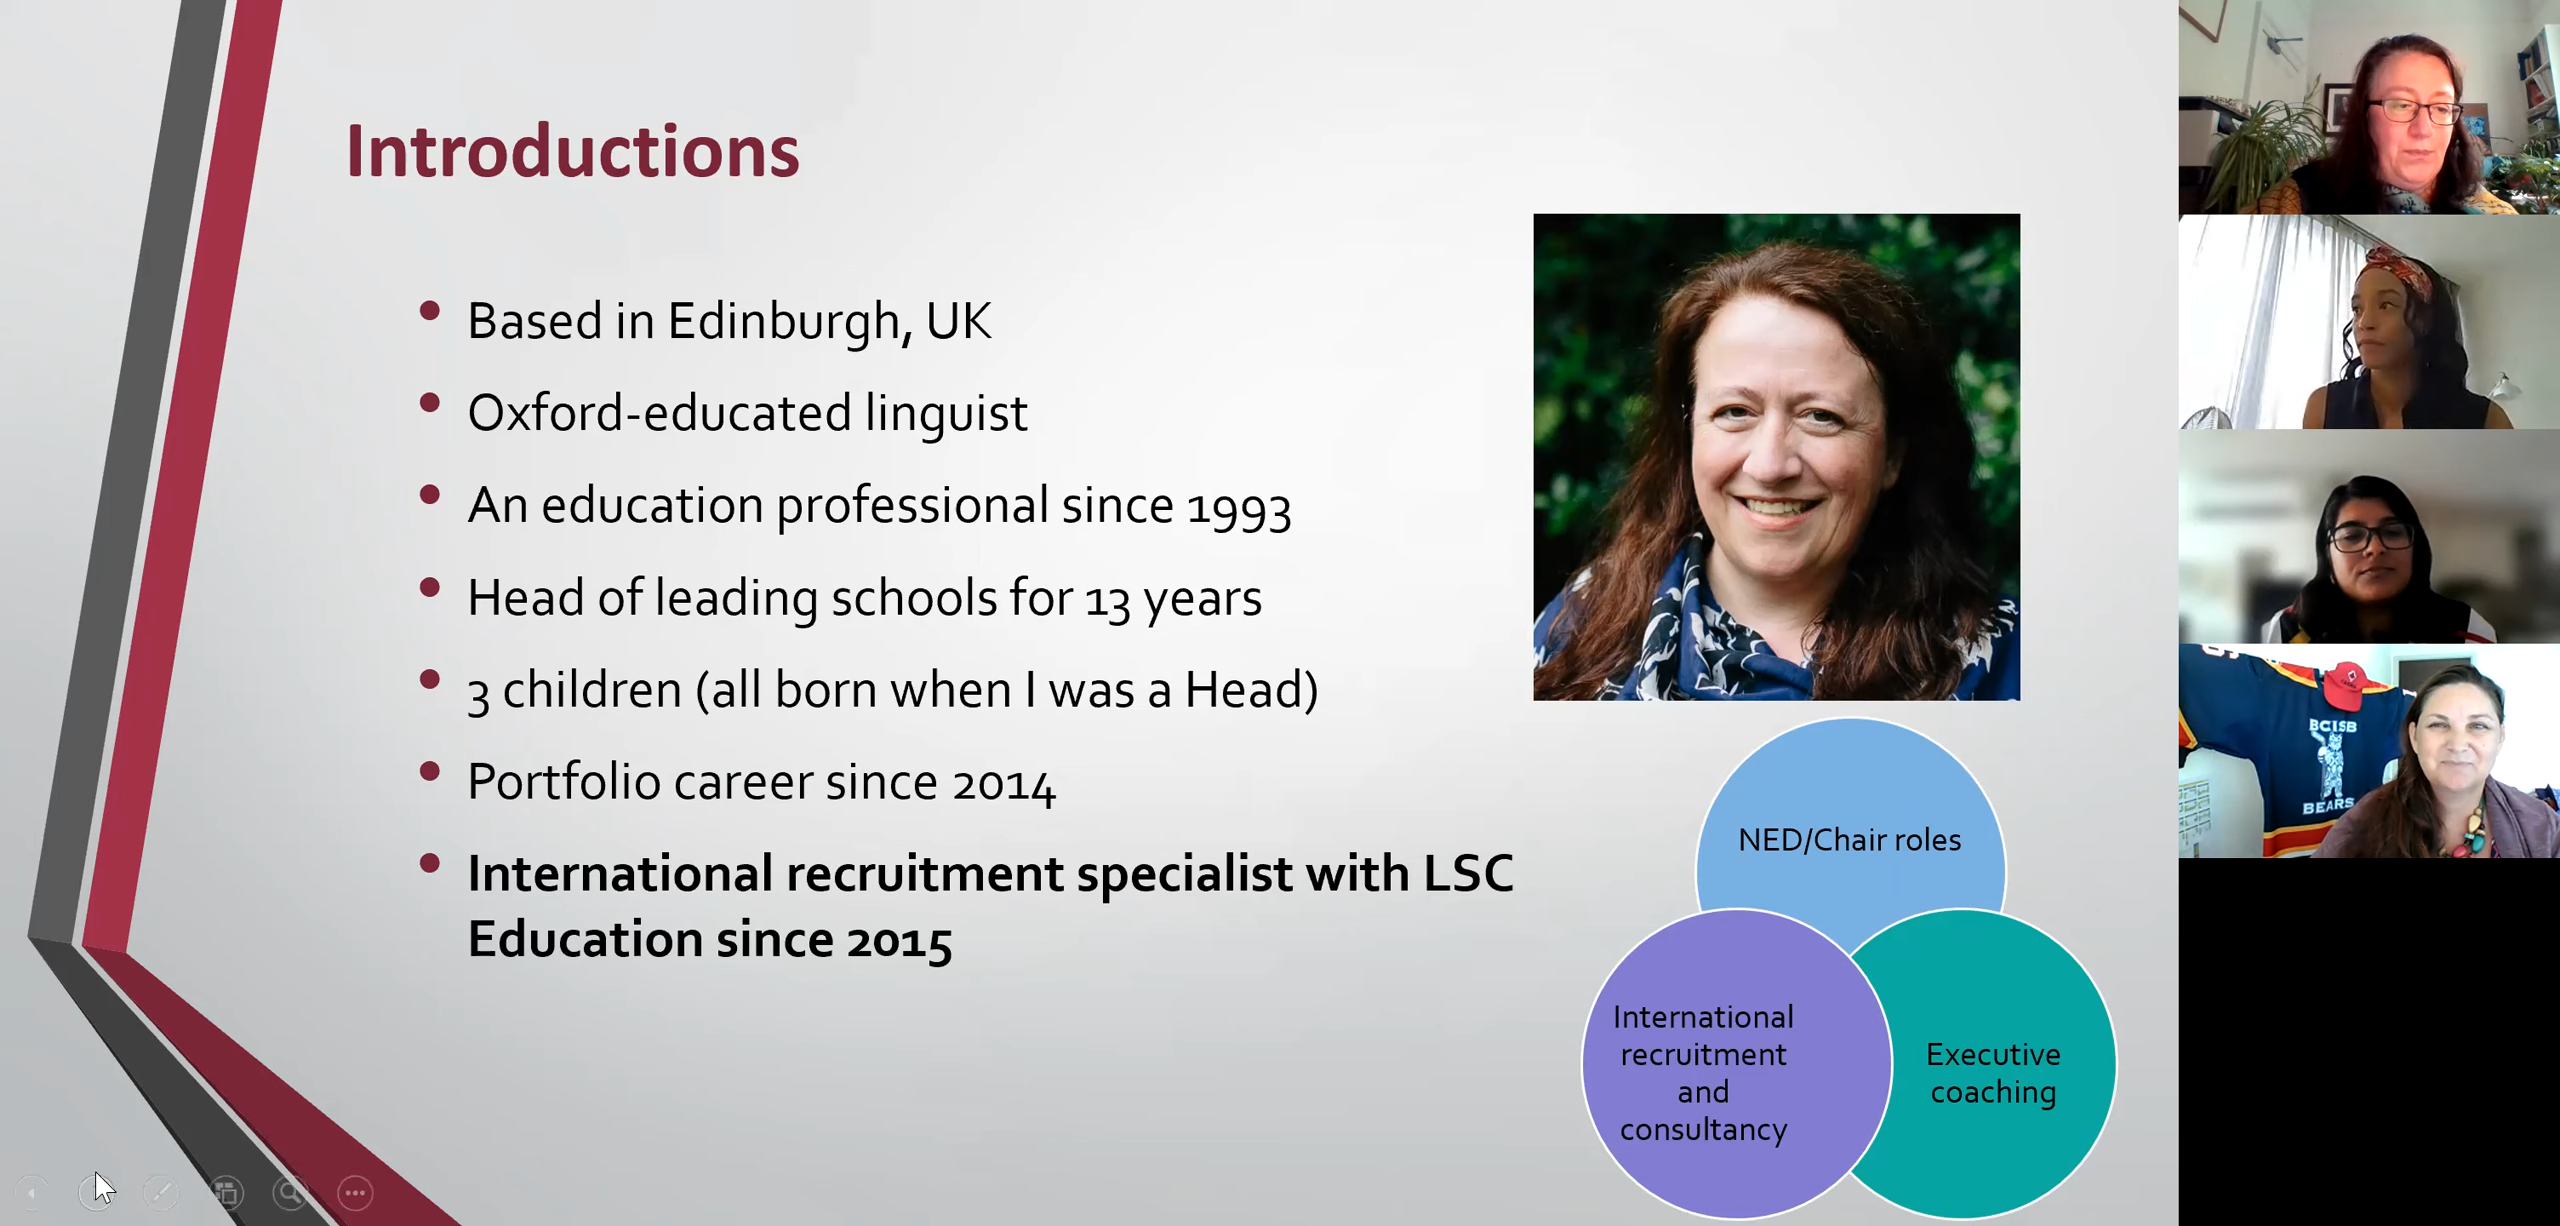 Introductions
Based in Edinburgh, UK
Oxford-educated linguist
An education professional since 1993
Head of leading schools for 13 years
3 children (all born when I was a Head)
Portfolio career since 2014
International recruitment specialist with LSC
Education since 2015
NED/Chair roles
International
recruitment
and
consultancy
Executive
coaching
BCISB
BEARS